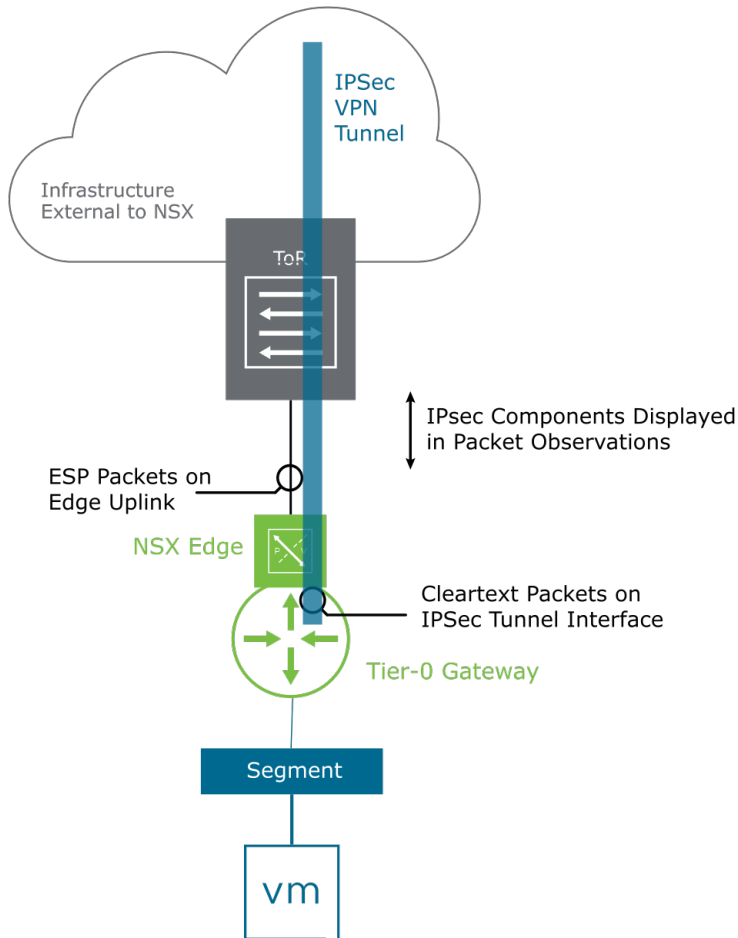 IPSec
VPN
Tunnel
Infrastructure
External to NSX
ToR
IPsec Components Displayed
in Packet Observations
ESP Packets on
Edge Uplink
NSX Edge
P
V
Cleartext Packets on
IPSec Tunnel Interface
Tier-0 Gateway
Segment
vm